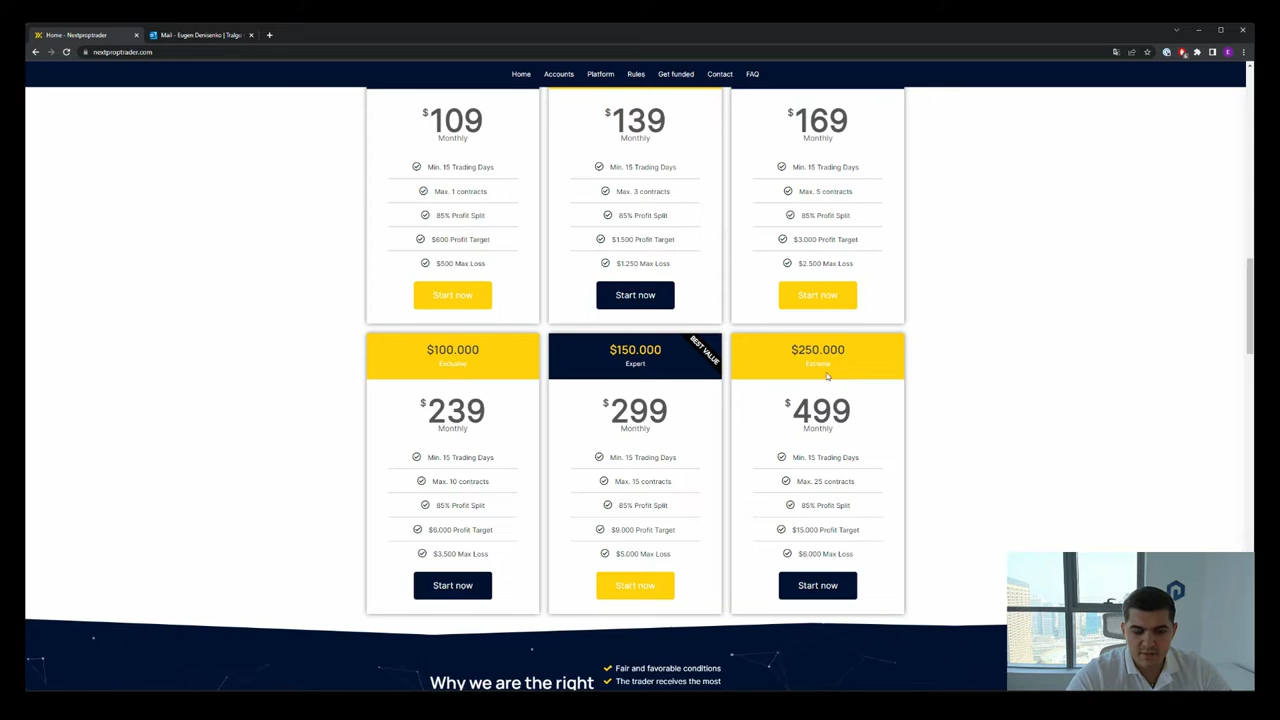 Home - Nextproptrader
Mail - Eugen Denisenko | Tralgo
nextproptrader.com
Home Accounts Platform Rules Get funded Contact FAQ
$109
Monthly
Min. 15 Trading Days
Max. 1 contracts
85% Profit Split
$600 Profit Target
$500 Max Loss
Start now
$139
Monthly
Min. 15 Trading Days
Max. 3 contracts
85% Profit Split
$1.500 Profit Target
$1.250 Max Loss
Start now
$169
Monthly
Min. 15 Trading Days
Max. 5 contracts
85% Profit Split
$3.000 Profit Target
$2.500 Max Loss
Start now
$100.000
Exclusive
$239
Monthly
Min. 15 Trading Days
Max. 10 contracts
85% Profit Split
$6.000 Profit Target
$3.500 Max Loss
Start now
$150.000
Expert
BEST VALUE
$299
Monthly
Min. 15 Trading Days
Max. 15 contracts
85% Profit Split
$9.000 Profit Target
$5.000 Max Loss
Start now
$250.000
Extreme
$499
Monthly
Min. 15 Trading Days
Max. 25 contracts
85% Profit Split
$15.000 Profit Target
$6.000 Max Loss
Start now
Why we are the right
Fair and favorable conditions
The trader receives the most